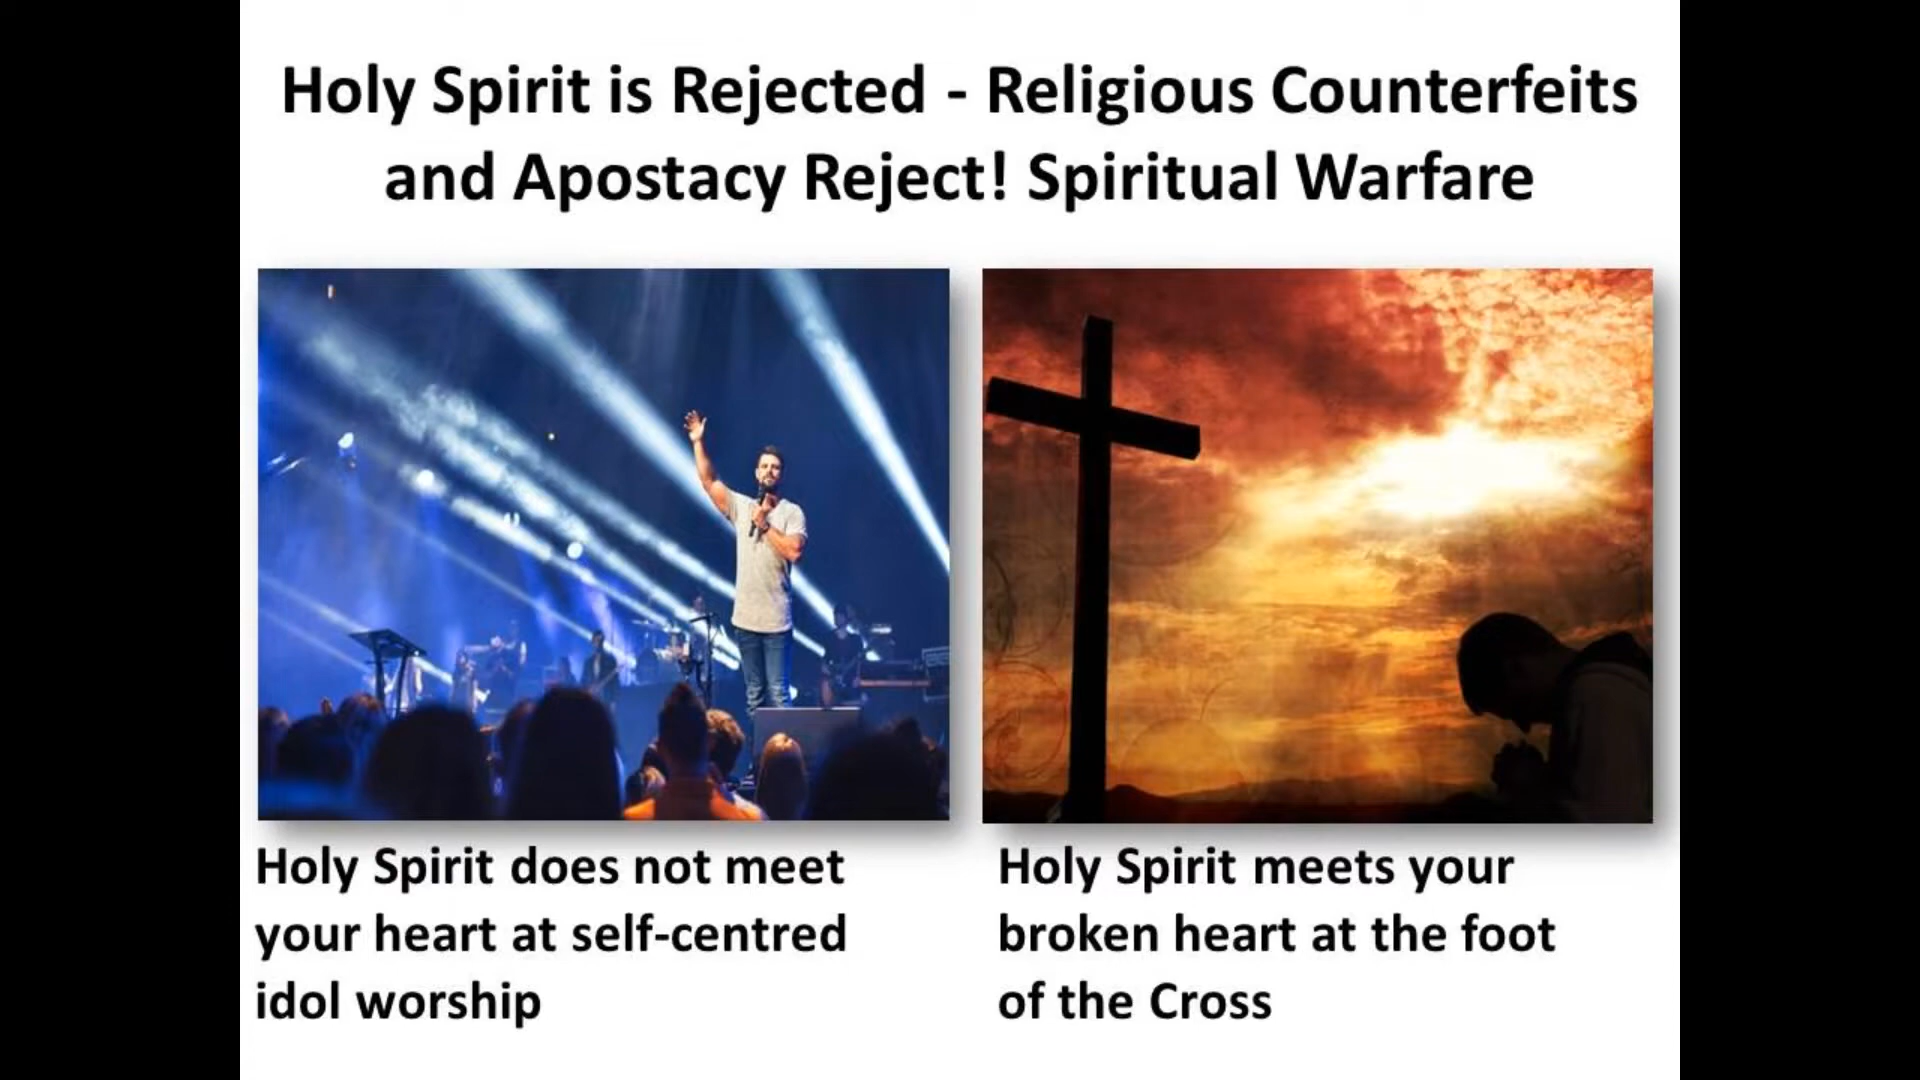 Holy Spirit is Rejected - Religious Counterfeits
and Apostacy Reject! Spiritual Warfare
Holy Spirit does not meet
your heart at self-centred
idol worship
Holy Spirit meets your
broken heart at the foot
of the Cross